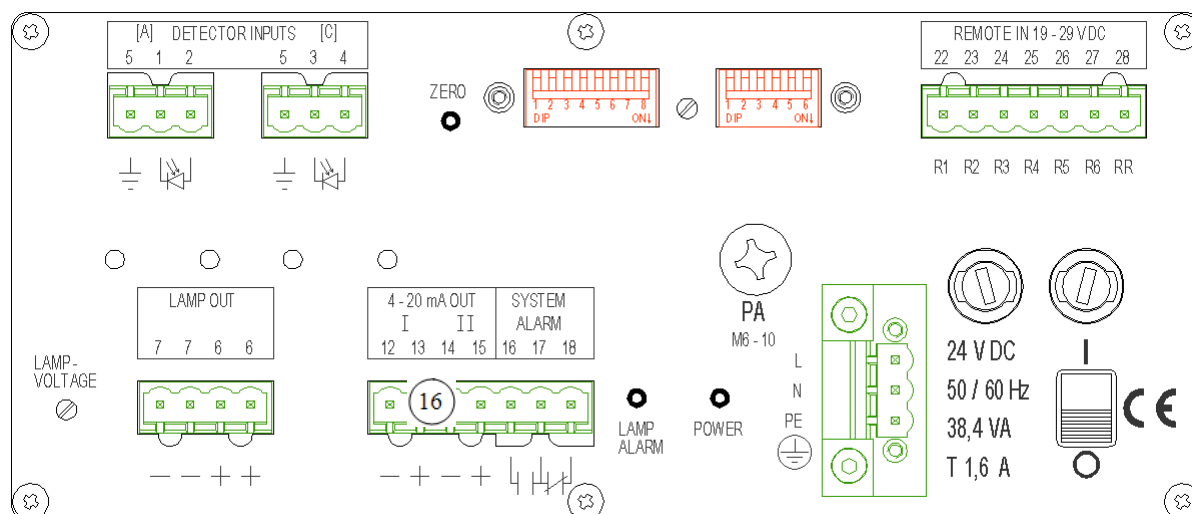 [A] DETECTOR INPUTS [C]
5 1 2 5 3 4
ZERO
1 2 3 4 5 6 7 8
DIP ON↓
1 2 3 4 5 6
DIP ON↓
REMOTE IN 19 - 29 VDC
22 23 24 25 26 27 28
R1 R2 R3 R4 R5 R6 RR
LAMP OUT
7 7 6 6
LAMP-
VOLTAGE
− − + +
4 - 20 mA OUT
I II
12 13 14 15
SYSTEM
ALARM
16 17 18
16
− + − +
LAMP
ALARM
POWER
PA
M6 - 10
L
N
PE
24 V DC
50 / 60 Hz
38,4 VA
T 1,6 A
I
O
CE